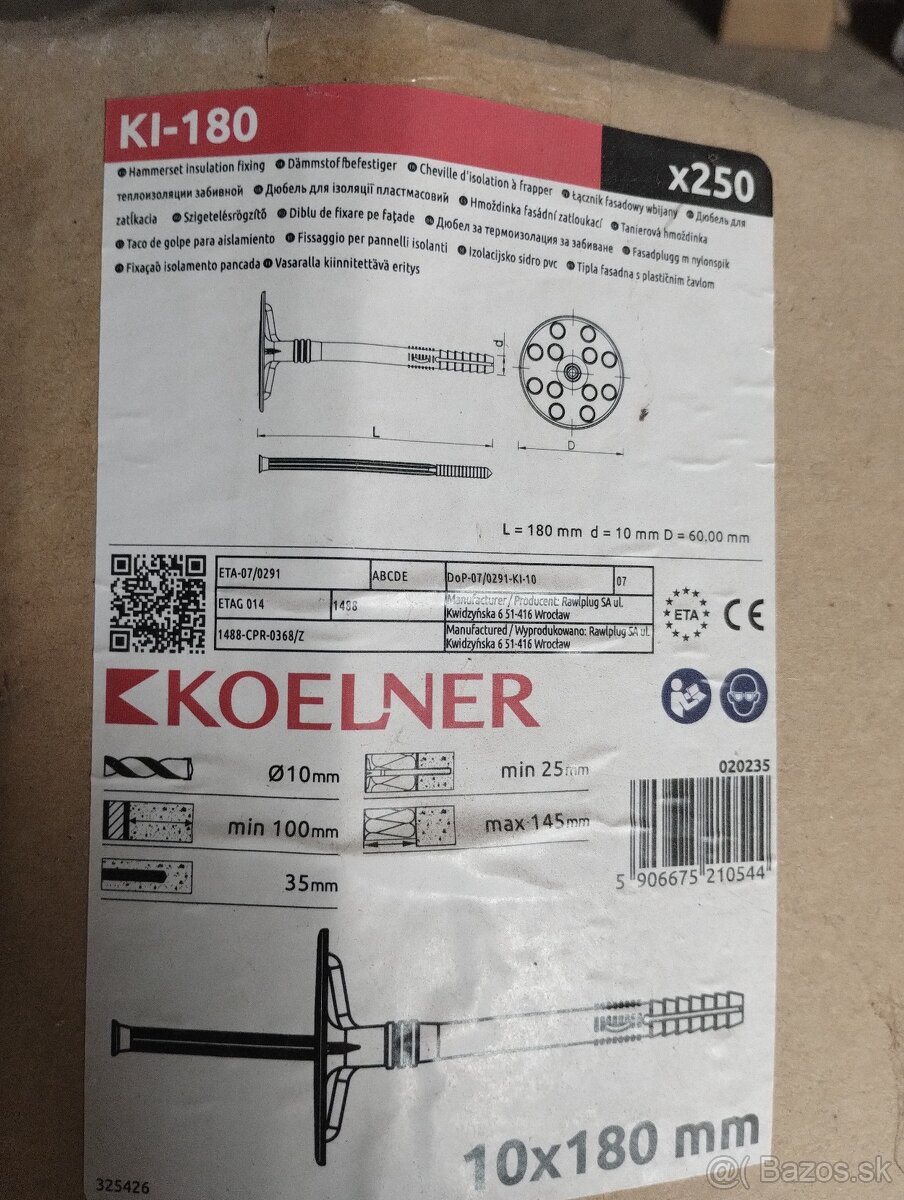 KI-180
x250
Hammerset insulation fixing Dämmstoffbefestiger Cheville d'isolation à frapper Łącznik fasadowy wbijany Дюбель для
теплоизоляции забивной Дюбель для ізоляції пластмасовий Hmoždinka fasádní zatloukací Tanierová hmoždinka
zatĺkacia Szigetelésrögzítő Diblu de fixare pe fațade Дюбел за термоизолация за забиване Fasadplugg m nylonspik
Taco de golpe para aislamiento Fissaggio per pannelli isolanti Izolacijsko sidro pvc Tipla fasadna s plastičnim čavlom
Fixaçaõ isolamento pancada Vasaralla kiinnitettävä eritys
d
L
D
L = 180 mm d = 10 mm D = 60.00 mm
ETA-07/0291 ABCDE DoP-07/0291-KI-10 07
ETAG 014 1488 Manufacturer / Producent: Rawlplug SA ul.
Kwidzyńska 6 51-416 Wrocław
1488-CPR-0368/Z Manufactured / Wyprodukowano: Rawlplug SA ul.
Kwidzyńska 6 51-416 Wrocław
ETA CE
KOELNER
Ø10mm
min 25mm
min 100mm
max 145mm
35mm
020235
5 906675 210544
10x180 mm
325426
@( Bazos.sk